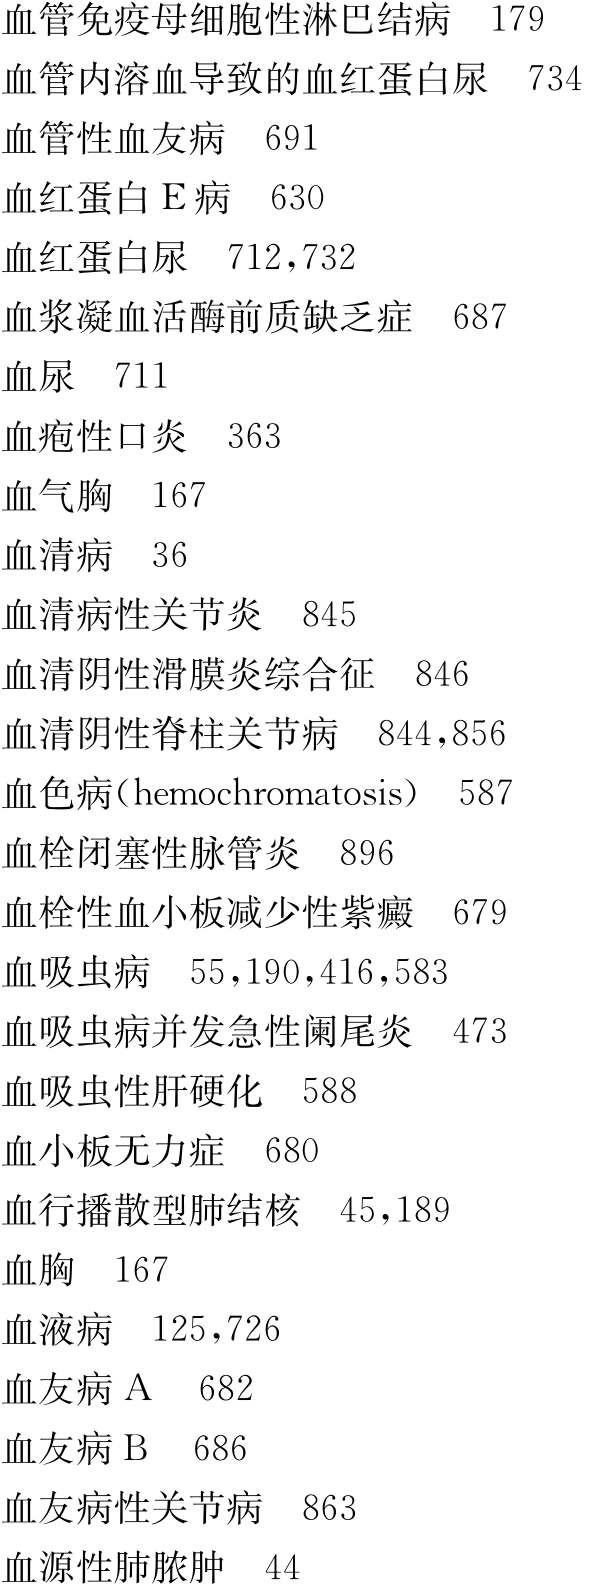 血管免疫母细胞性淋巴结病 179
血管内溶血导致的血红蛋白尿 734
血管性血友病 691
血红蛋白E病 630
血红蛋白尿 712,732
血浆凝血活酶前质缺乏症 687
血尿 711
血疱性口炎 363
血气胸 167
血清病 36
血清病性关节炎 845
血清阴性滑膜炎综合征 846
血清阴性脊柱关节病 844,856
血色病(hemochromatosis) 587
血栓闭塞性脉管炎 896
血栓性血小板减少性紫癜 679
血吸虫病 55,190,416,583
血吸虫病并发急性阑尾炎 473
血吸虫性肝硬化 588
血小板无力症 680
血行播散型肺结核 45,189
血胸 167
血液病 125,726
血友病A 682
血友病B 686
血友病性关节病 863
血源性肺脓肿 44